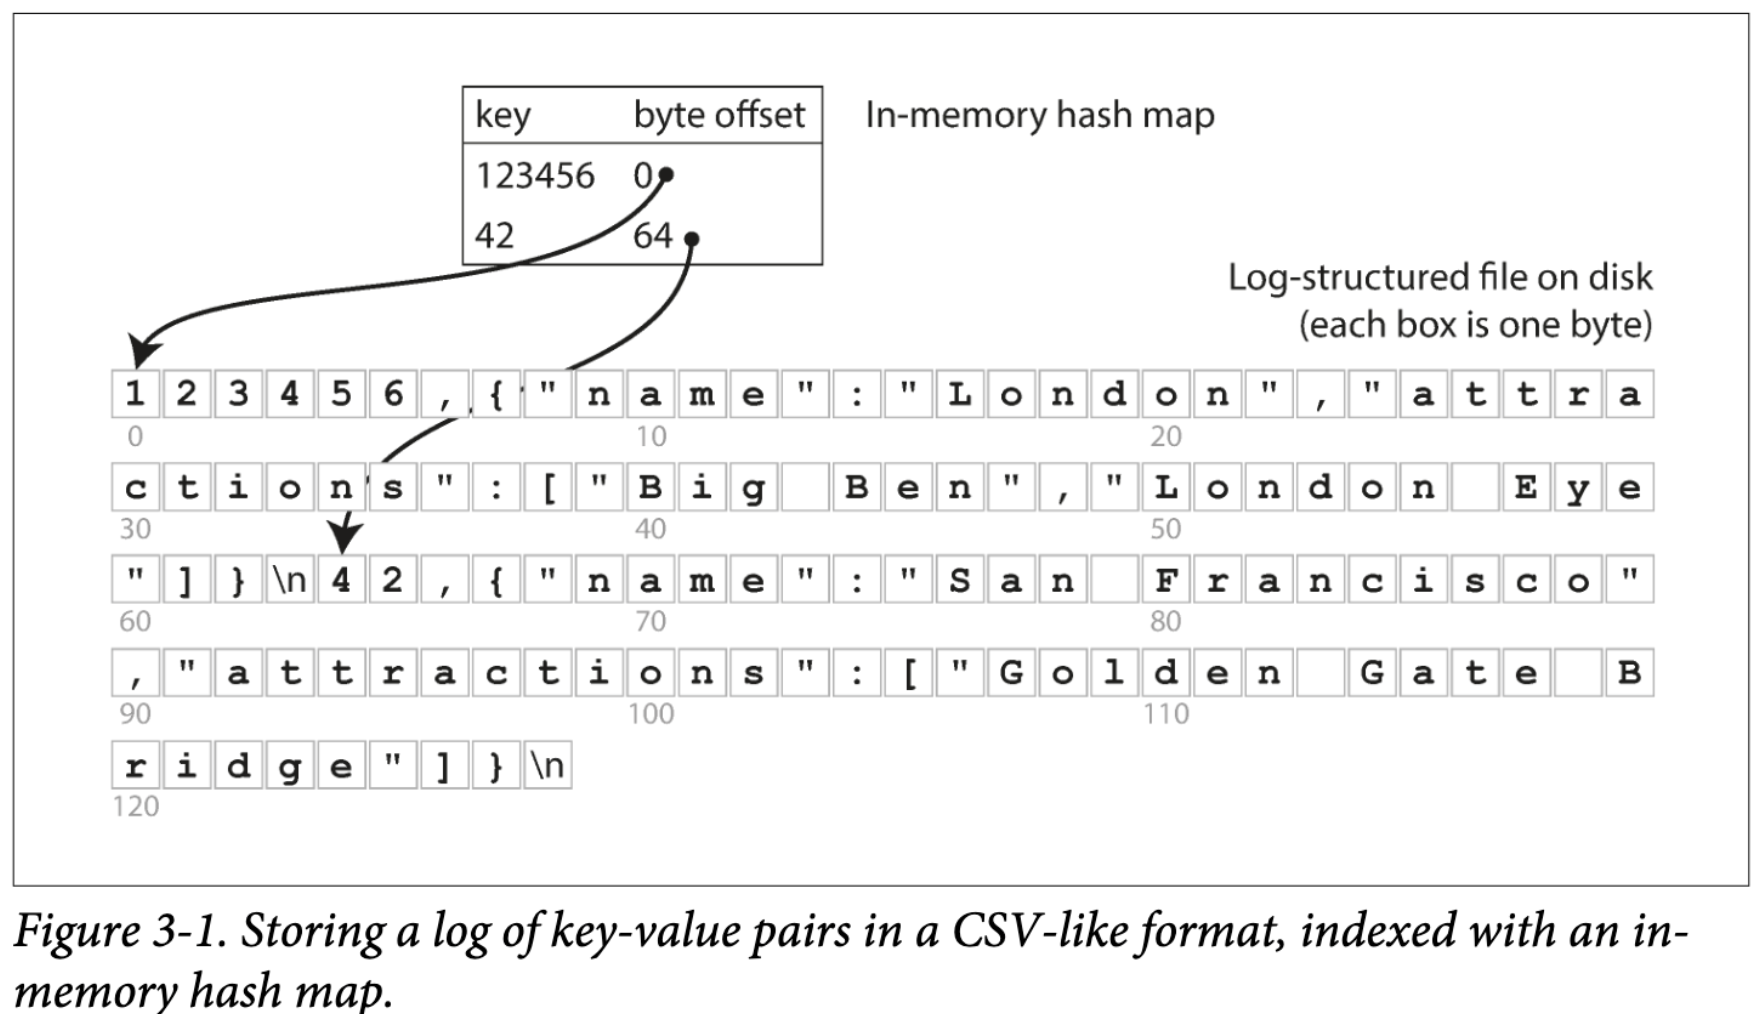 key byte offset In-memory hash map
123456 0
42 64
Log-structured file on disk
(each box is one byte)
1 2 3 4 5 6 , { " n a m e " : " L o n d o n " , " a t t r a
0 10 20
c t i o n s " : [ " B i g   B e n " , " L o n d o n   E y e
30 40 50
" ] } \n 4 2 , { " n a m e " : " S a n   F r a n c i s c o "
60 70 80
, " a t t r a c t i o n s " : [ " G o l d e n   G a t e   B
90 100 110
r i d g e " ] } \n
120
Figure 3-1. Storing a log of key-value pairs in a CSV-like format, indexed with an in-
memory hash map.